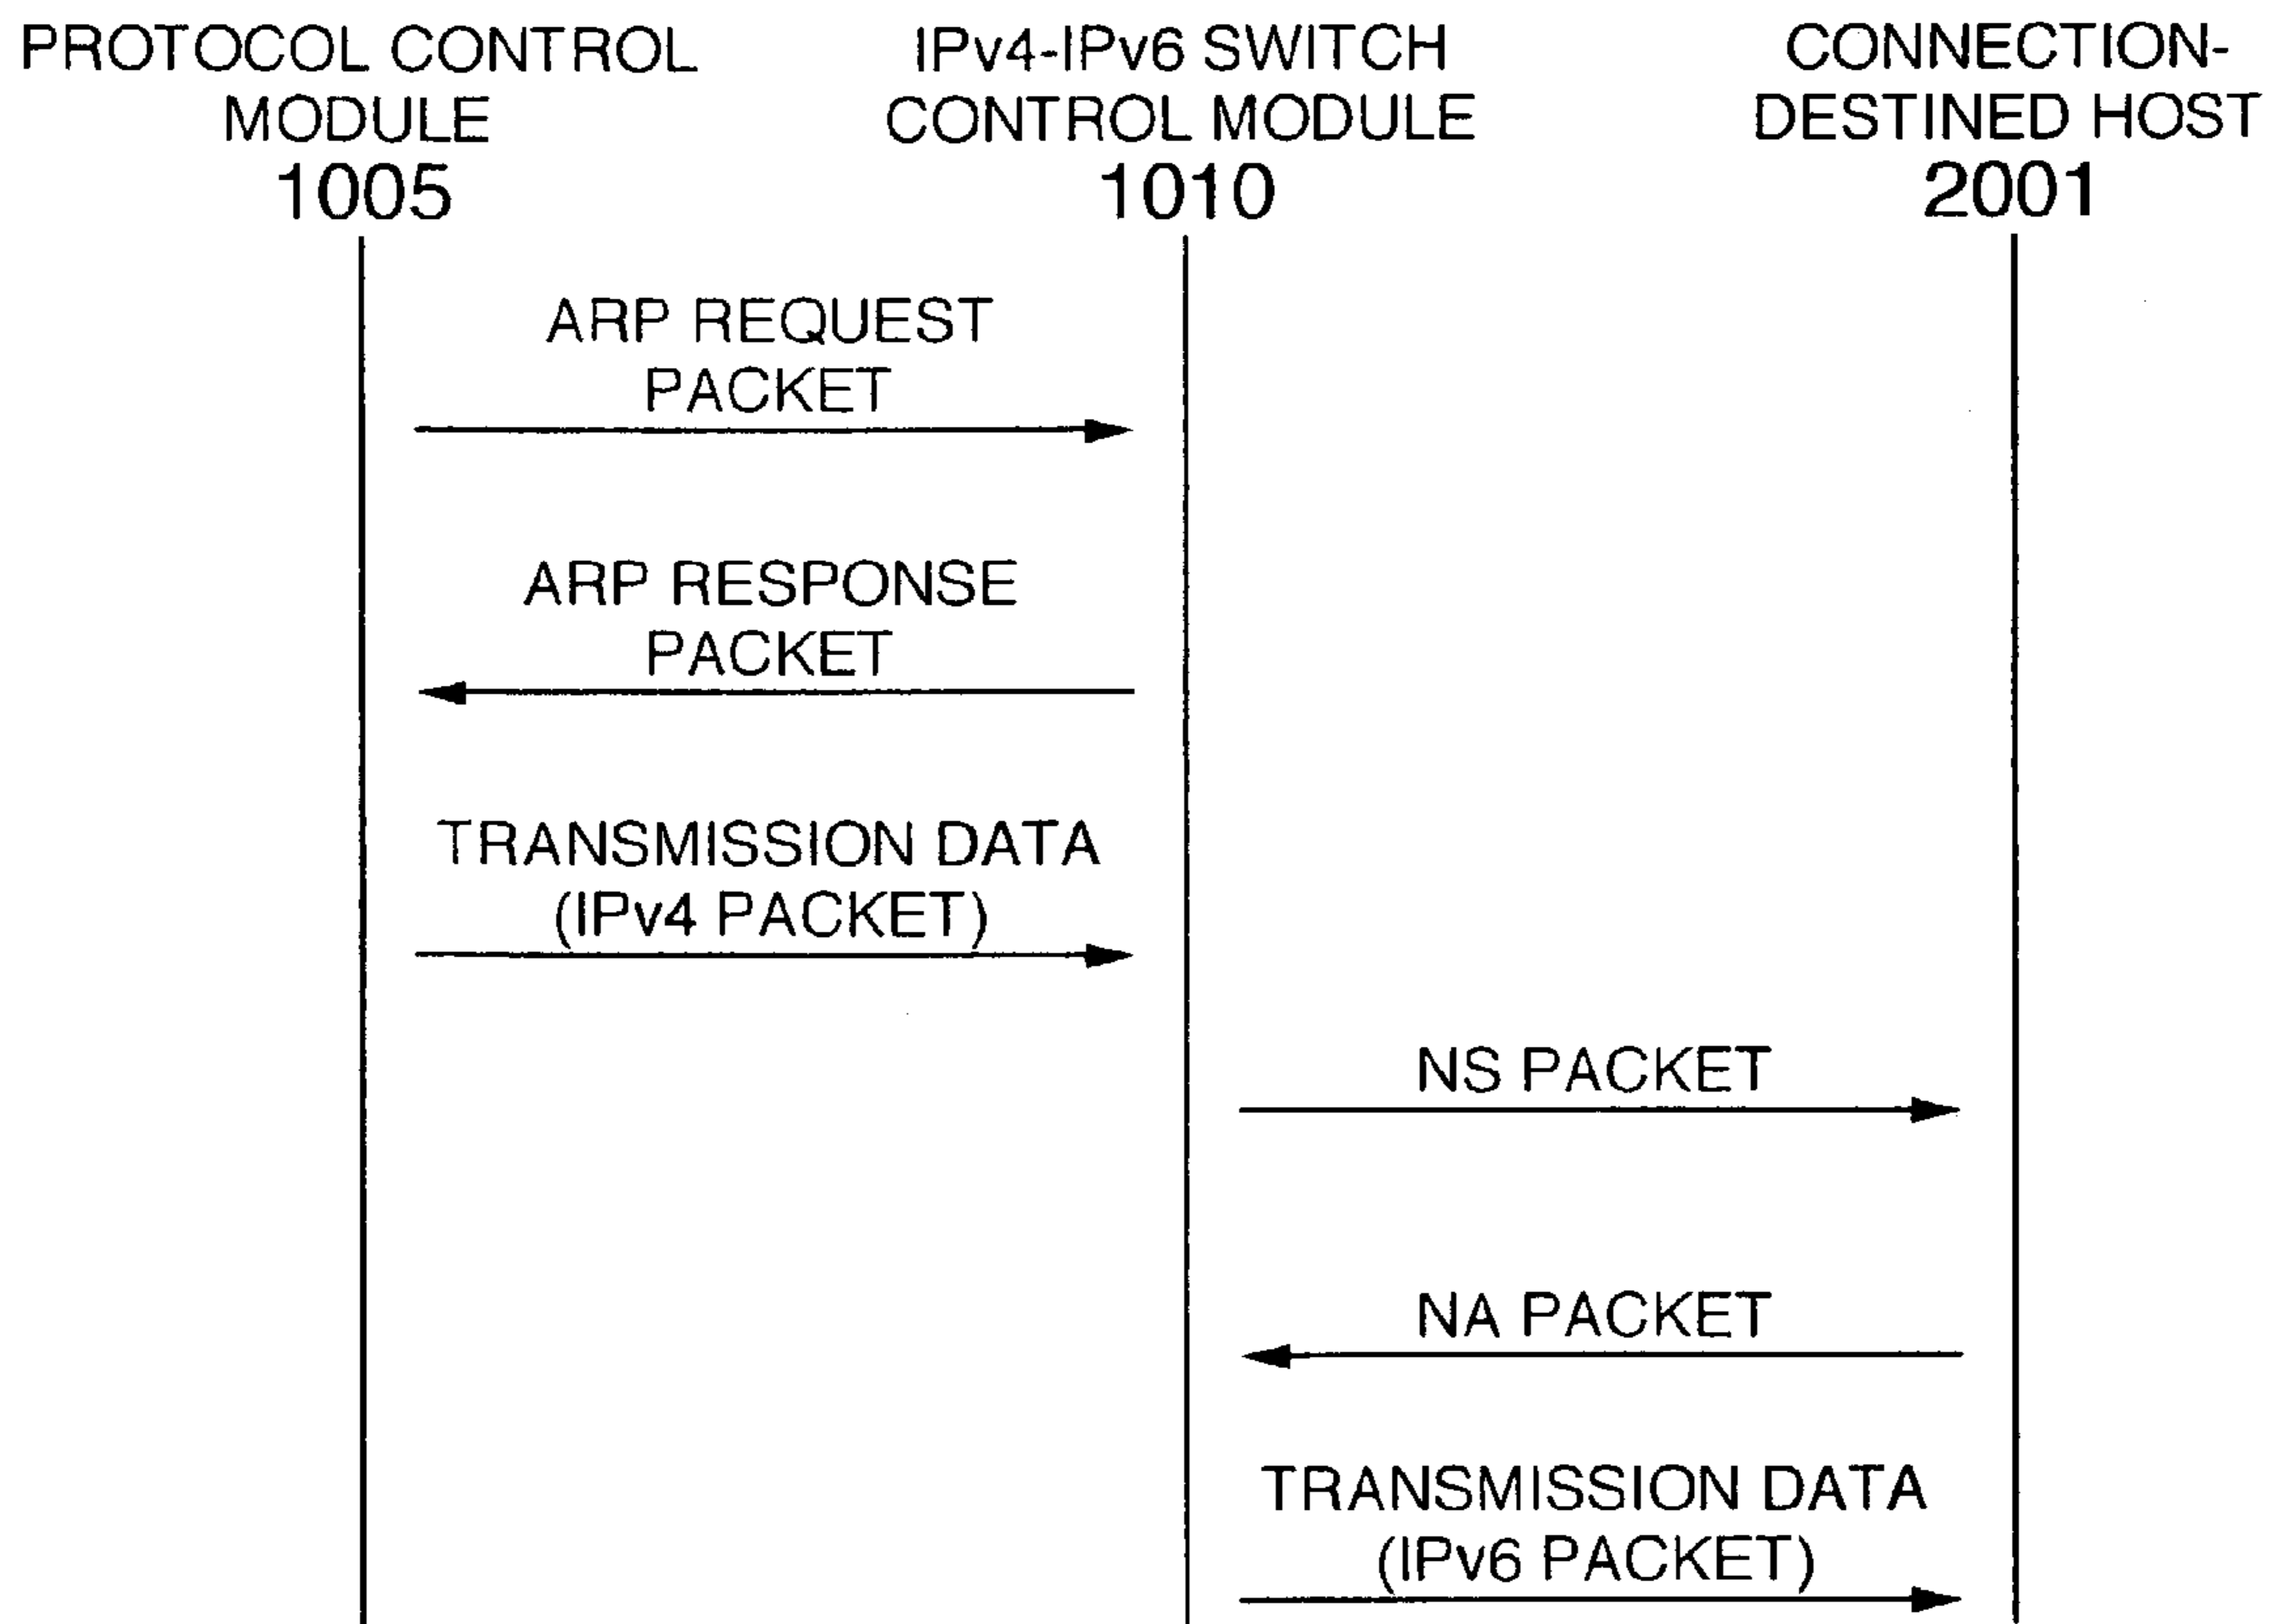 PROTOCOL CONTROL
MODULE
1005
IPv4-IPv6 SWITCH
CONTROL MODULE
1010
CONNECTION-
DESTINED HOST
2001
ARP REQUEST
PACKET
ARP RESPONSE
PACKET
TRANSMISSION DATA
(IPv4 PACKET)
NS PACKET
NA PACKET
TRANSMISSION DATA
(IPv6 PACKET)